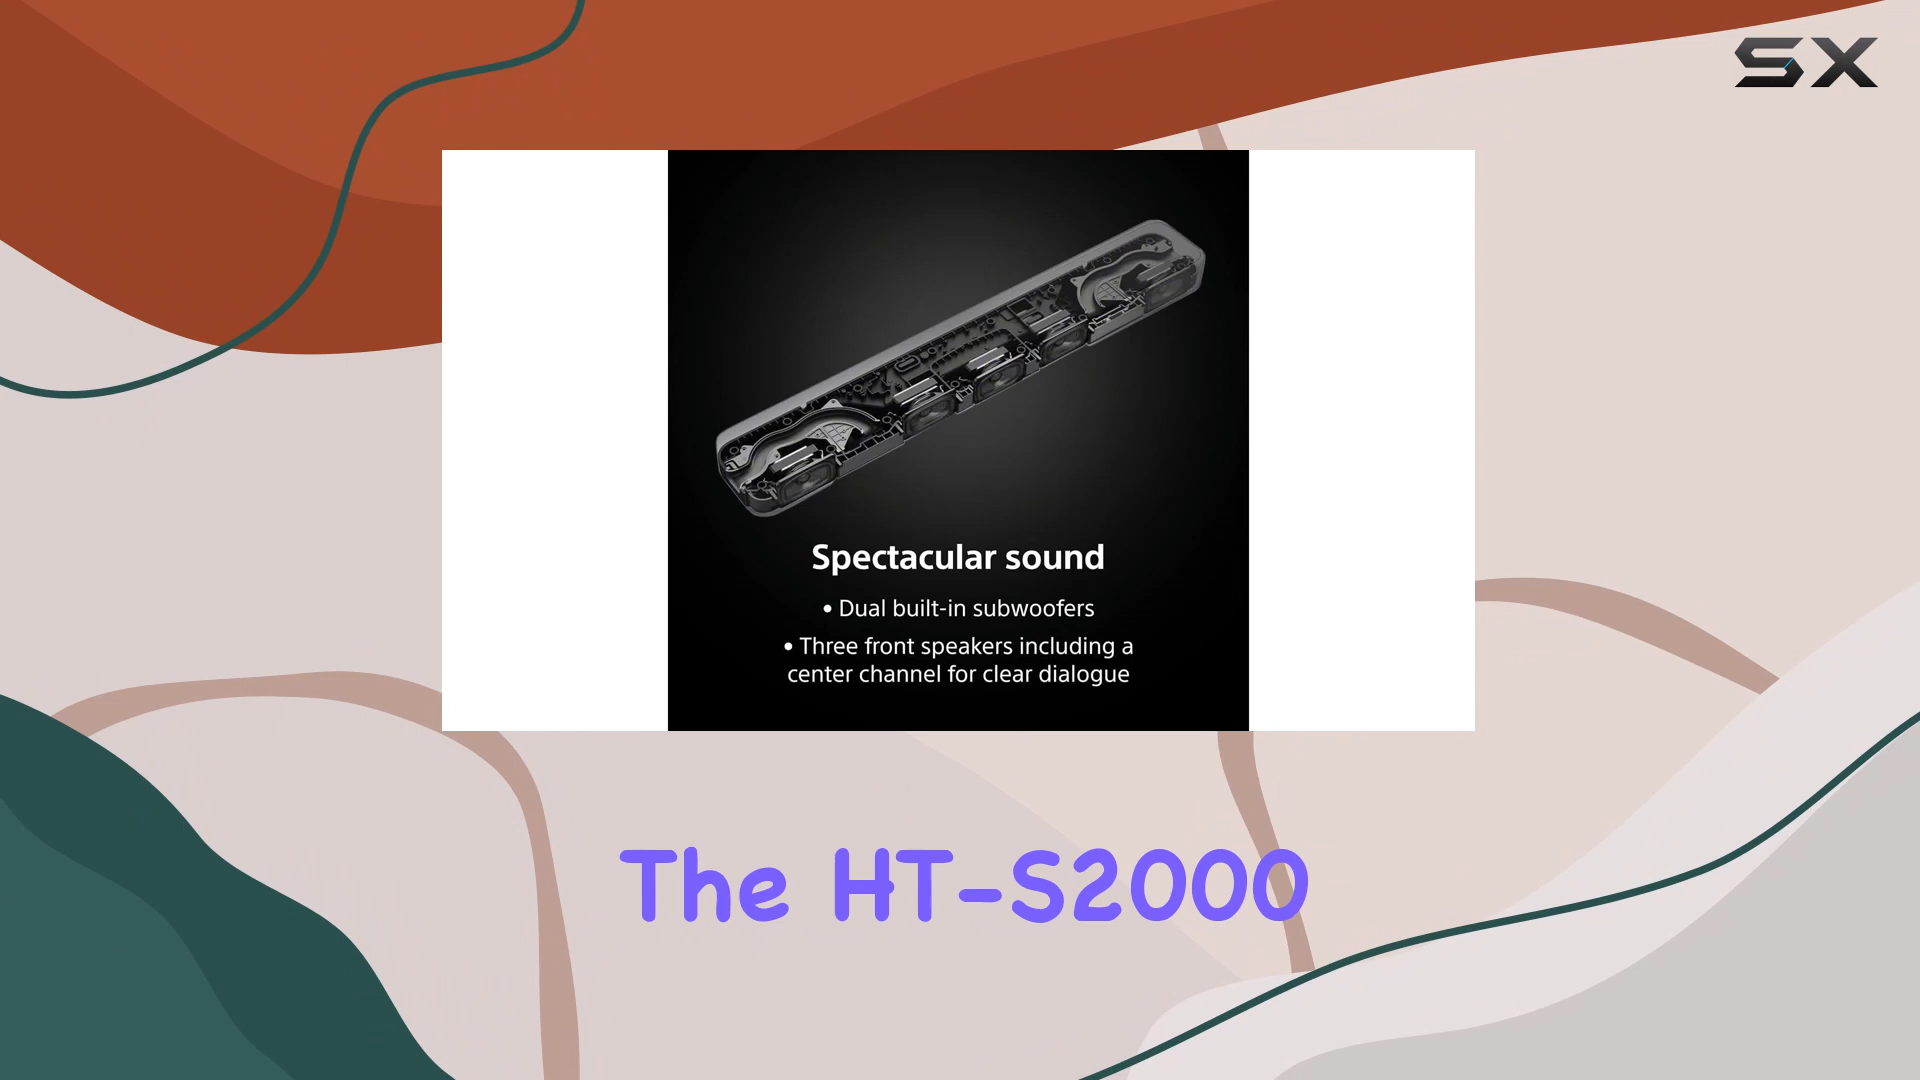 SX
Spectacular sound
• Dual built-in subwoofers
• Three front speakers including a
center channel for clear dialogue
The HT-S2000